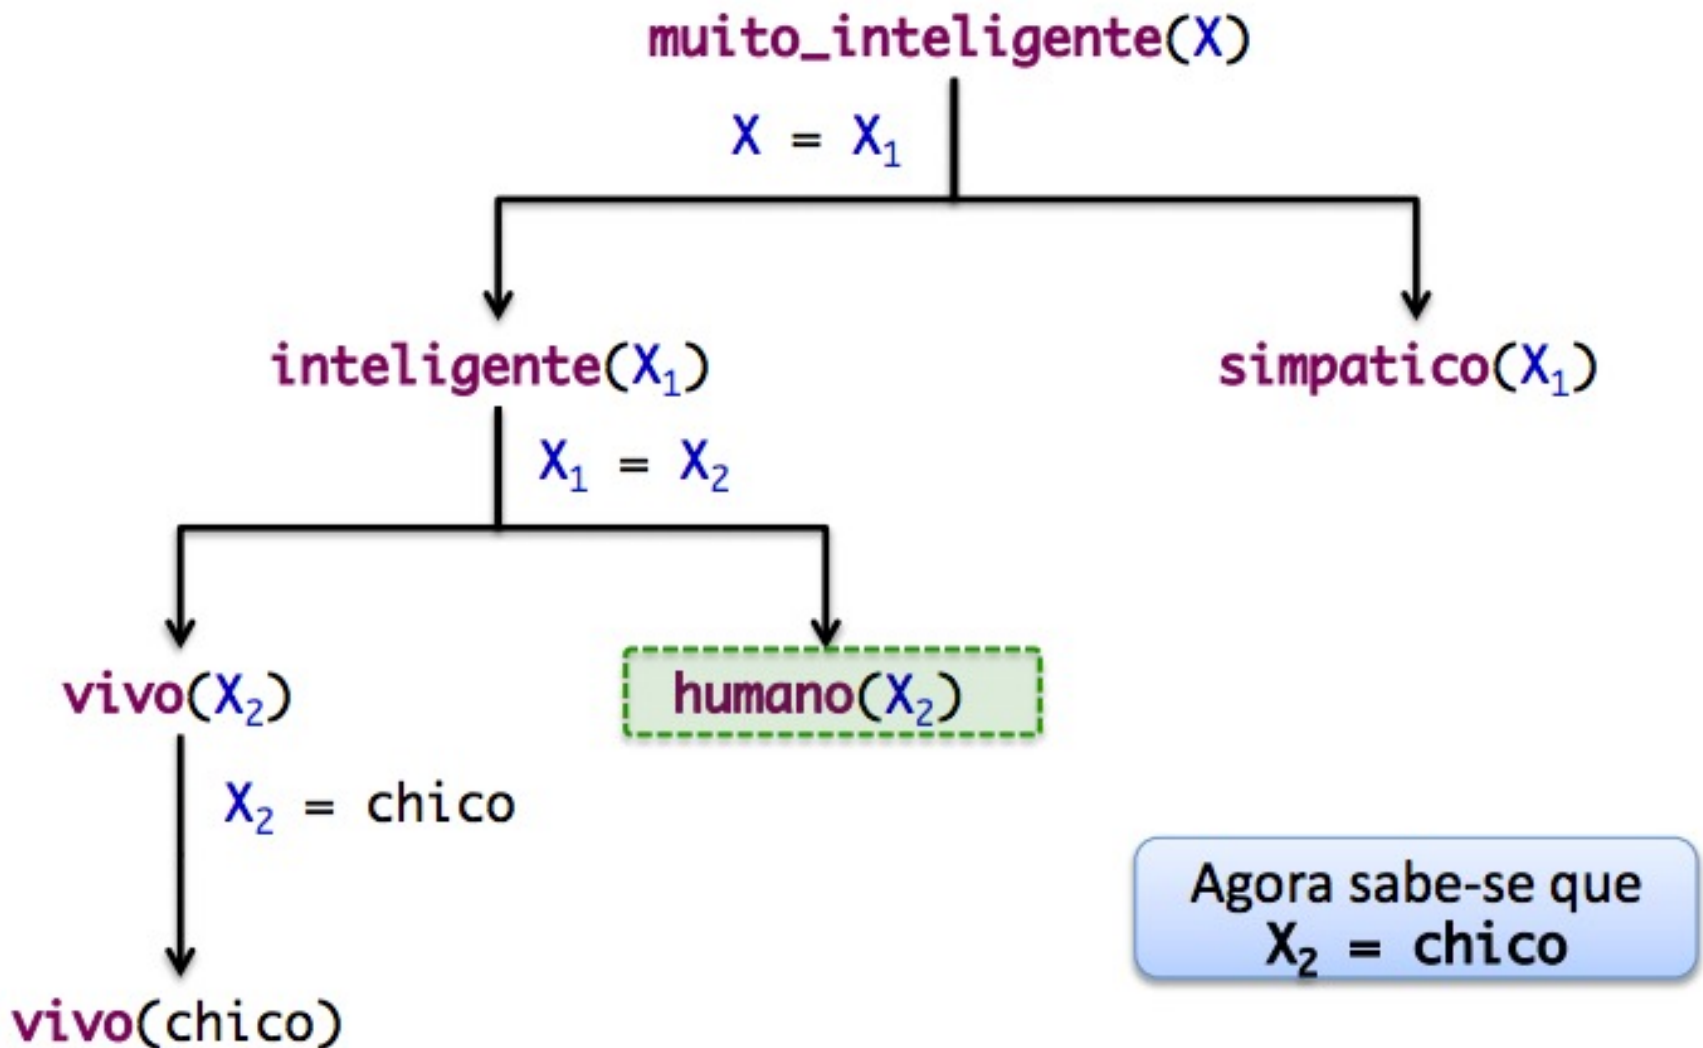 muito_inteligente(X)
X = X₁
inteligente(X₁)
simpatico(X₁)
X₁ = X₂
vivo(X₂)
humano(X₂)
X₂ = chico
Agora sabe-se que
X₂ = chico
vivo(chico)